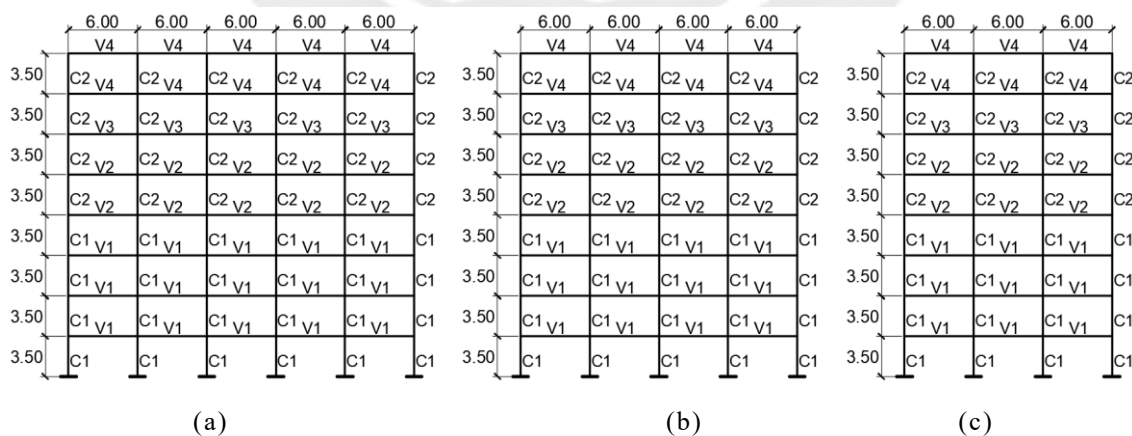 6.00 6.00 6.00 6.00 6.00 6.00 6.00 6.00 6.00 6.00 6.00 6.00
V4 V4 V4 V4 V4 V4 V4 V4 V4 V4 V4 V4
3.50 C2 V4 C2 V4 C2 V4 C2 V4 C2 V4 C2 3.50 C2 V4 C2 V4 C2 V4 C2 V4 C2 3.50 C2 V4 C2 V4 C2 V4 C2
3.50 C2 V3 C2 V3 C2 V3 C2 V3 C2 V3 C2 3.50 C2 V3 C2 V3 C2 V3 C2 V3 C2 3.50 C2 V3 C2 V3 C2 V3 C2
3.50 C2 V2 C2 V2 C2 V2 C2 V2 C2 V2 C2 3.50 C2 V2 C2 V2 C2 V2 C2 V2 C2 3.50 C2 V2 C2 V2 C2 V2 C2
3.50 C2 V2 C2 V2 C2 V2 C2 V2 C2 V2 C2 3.50 C2 V2 C2 V2 C2 V2 C2 V2 C2 3.50 C2 V2 C2 V2 C2 V2 C2
3.50 C1 V1 C1 V1 C1 V1 C1 V1 C1 V1 C1 3.50 C1 V1 C1 V1 C1 V1 C1 V1 C1 3.50 C1 V1 C1 V1 C1 V1 C1
3.50 C1 V1 C1 V1 C1 V1 C1 V1 C1 V1 C1 3.50 C1 V1 C1 V1 C1 V1 C1 V1 C1 3.50 C1 V1 C1 V1 C1 V1 C1
3.50 C1 V1 C1 V1 C1 V1 C1 V1 C1 V1 C1 3.50 C1 V1 C1 V1 C1 V1 C1 V1 C1 3.50 C1 V1 C1 V1 C1 V1 C1
3.50 C1 C1 C1 C1 C1 C1 3.50 C1 C1 C1 C1 C1 3.50 C1 C1 C1 C1
(a) (b) (c)